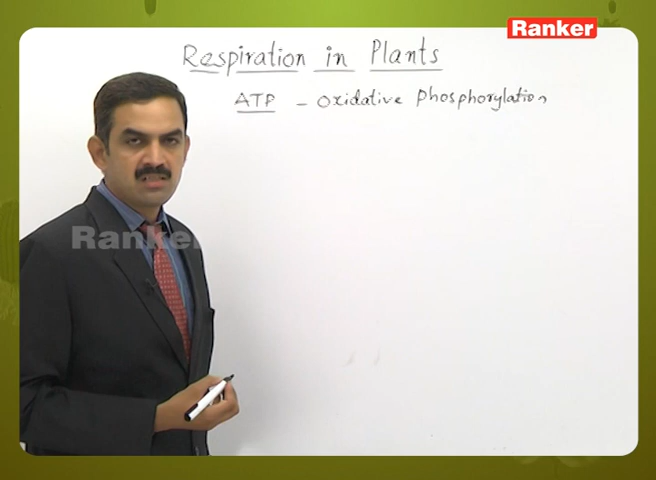 Ranker
Respiration in Plants
ATP - Oxidative Phosphorylation
Ranker